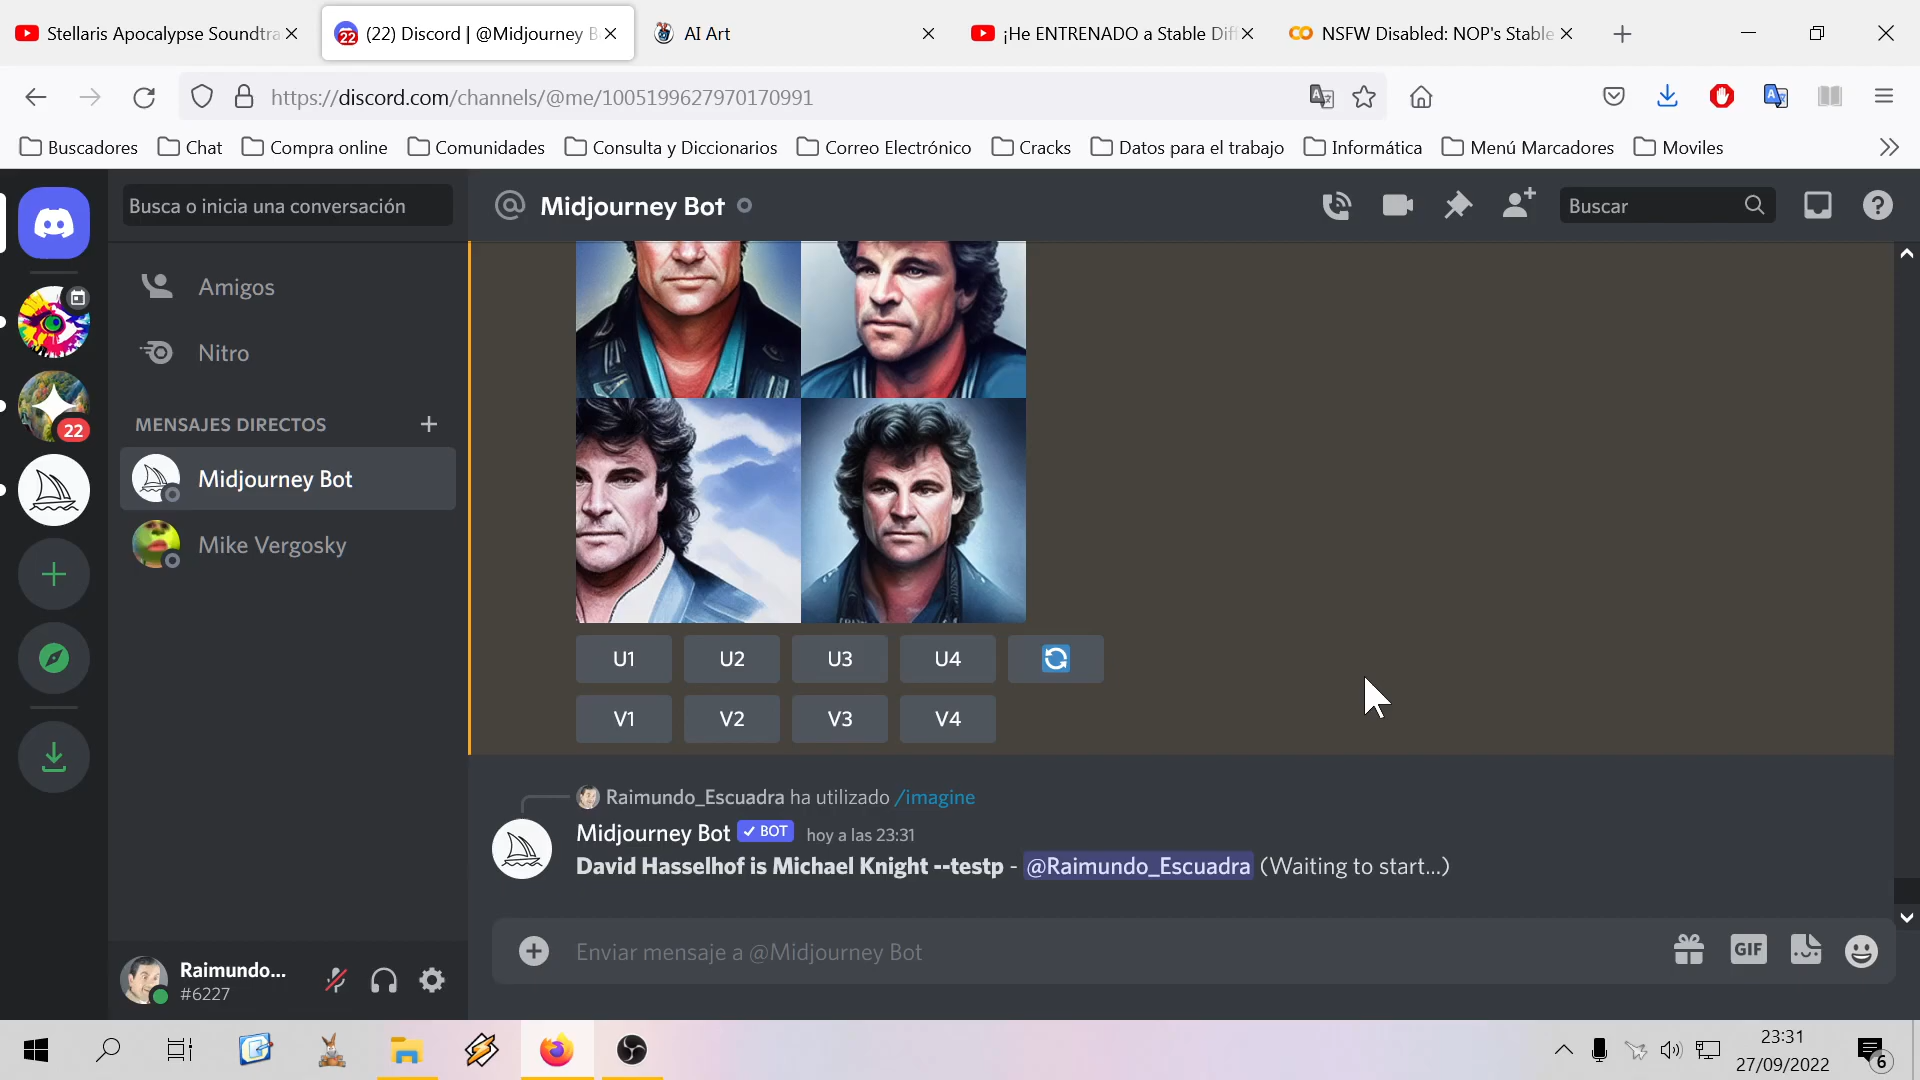 Stellaris Apocalypse Soundtra
(22) Discord | @Midjourney B
AI Art
¡He ENTRENADO a Stable Diff
NSFW Disabled: NOP's Stable
https://discord.com/channels/@me/1005199627970170991
Buscadores
Chat
Compra online
Comunidades
Consulta y Diccionarios
Correo Electrónico
Cracks
Datos para el trabajo
Informática
Menú Marcadores
Moviles
Busca o inicia una conversación
Midjourney Bot
Buscar
Amigos
Nitro
MENSAJES DIRECTOS
22
Midjourney Bot
Mike Vergosky
U1 U2 U3 U4
V1 V2 V3 V4
Raimundo_Escuadra ha utilizado /imagine
Midjourney Bot ✓ BOT hoy a las 23:31
David Hasselhof is Michael Knight --testp - @Raimundo_Escuadra (Waiting to start...)
Enviar mensaje a @Midjourney Bot
GIF
Raimundo...
#6227
23:31
27/09/2022
6